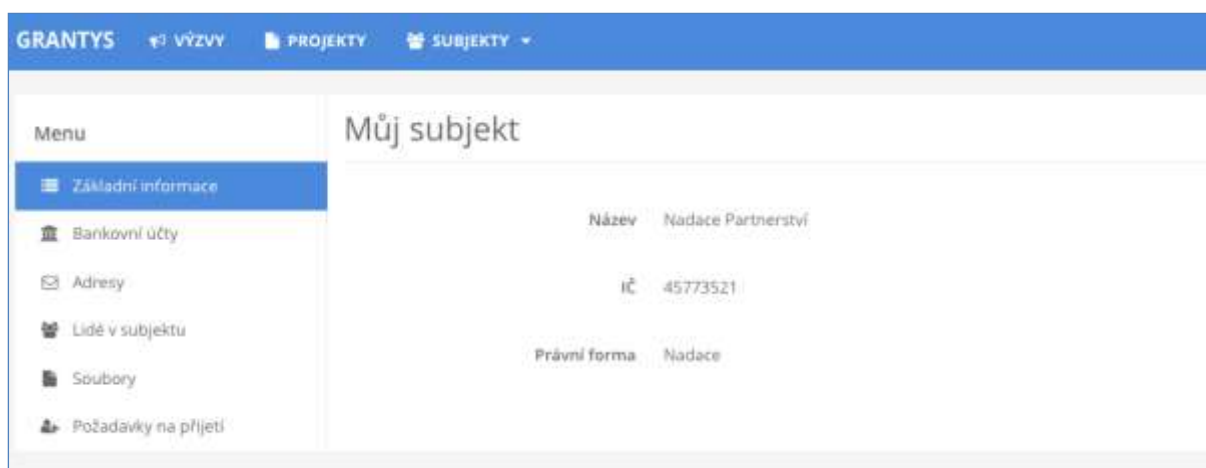 GRANTYS VÝZVY PROJEKTY SUBJEKTY
Menu
Základní informace
Bankovní účty
Adresy
Lidé v subjektu
Soubory
Požadavky na přijetí
Můj subjekt
Název Nadace Partnerství
IČ 45773521
Právní forma Nadace